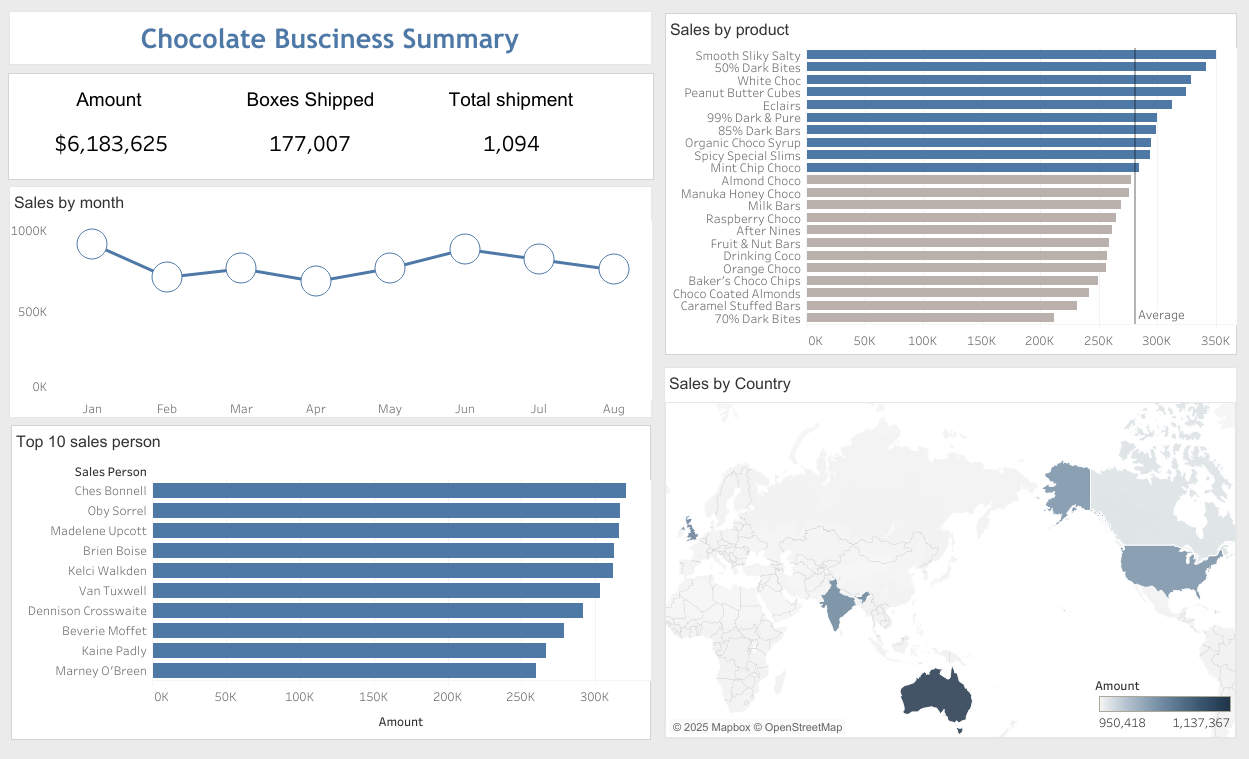 Chocolate Busciness Summary
Amount
Boxes Shipped
Total shipment
$6,183,625
177,007
1,094
Sales by month
1000K
500K
0K
Jan
Feb
Mar
Apr
May
Jun
Jul
Aug
Top 10 sales person
Sales Person
Ches Bonnell
Oby Sorrel
Madelene Upcott
Brien Boise
Kelci Walkden
Van Tuxwell
Dennison Crosswaite
Beverie Moffet
Kaine Padly
Marney O’Breen
0K
50K
100K
150K
200K
250K
300K
Amount
Sales by product
Smooth Sliky Salty
50% Dark Bites
White Choc
Peanut Butter Cubes
Eclairs
99% Dark & Pure
85% Dark Bars
Organic Choco Syrup
Spicy Special Slims
Mint Chip Choco
Almond Choco
Manuka Honey Choco
Milk Bars
Raspberry Choco
After Nines
Fruit & Nut Bars
Drinking Coco
Orange Choco
Baker’s Choco Chips
Choco Coated Almonds
Caramel Stuffed Bars
70% Dark Bites
Average
0K
50K
100K
150K
200K
250K
300K
350K
Sales by Country
Amount
950,418
1,137,367
© 2025 Mapbox © OpenStreetMap